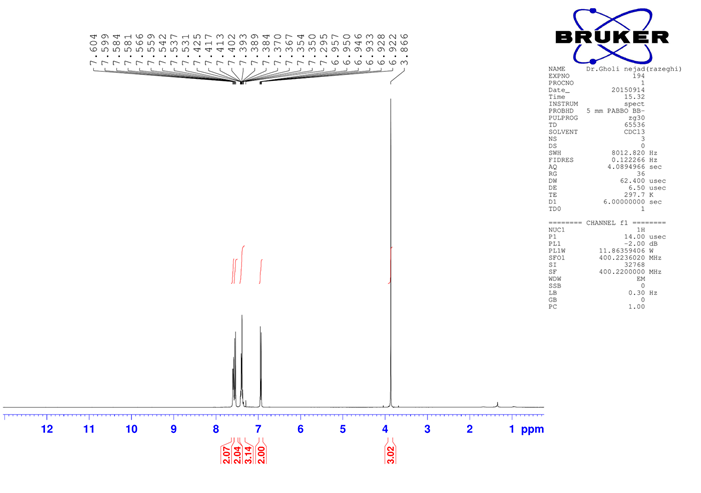 7.604
7.599
7.584
7.581
7.566
7.559
7.542
7.537
7.531
7.425
7.417
7.413
7.402
7.393
7.389
7.384
7.370
7.367
7.354
7.350
7.295
6.957
6.950
6.946
6.933
6.928
6.922
3.866
BRUKER
NAME Dr.Gholi nejad(razeghi)
EXPNO 194
PROCNO 1
Date_ 20150914
Time 15.32
INSTRUM spect
PROBHD 5 mm PABBO BB-
PULPROG zg30
TD 65536
SOLVENT CDCl3
NS 3
DS 0
SWH 8012.820 Hz
FIDRES 0.122266 Hz
AQ 4.0894966 sec
RG 36
DW 62.400 usec
DE 6.50 usec
TE 297.7 K
D1 6.00000000 sec
TD0 1
======== CHANNEL f1 ========
NUC1 1H
P1 14.00 usec
PL1 -2.00 dB
PL1W 11.86359406 W
SFO1 400.2236020 MHz
SI 32768
SF 400.2200000 MHz
WDW EM
SSB 0
LB 0.30 Hz
GB 0
PC 1.00
12 11 10 9 8 7 6 5 4 3 2 1 ppm
2.07
2.04
3.14
2.00
3.02